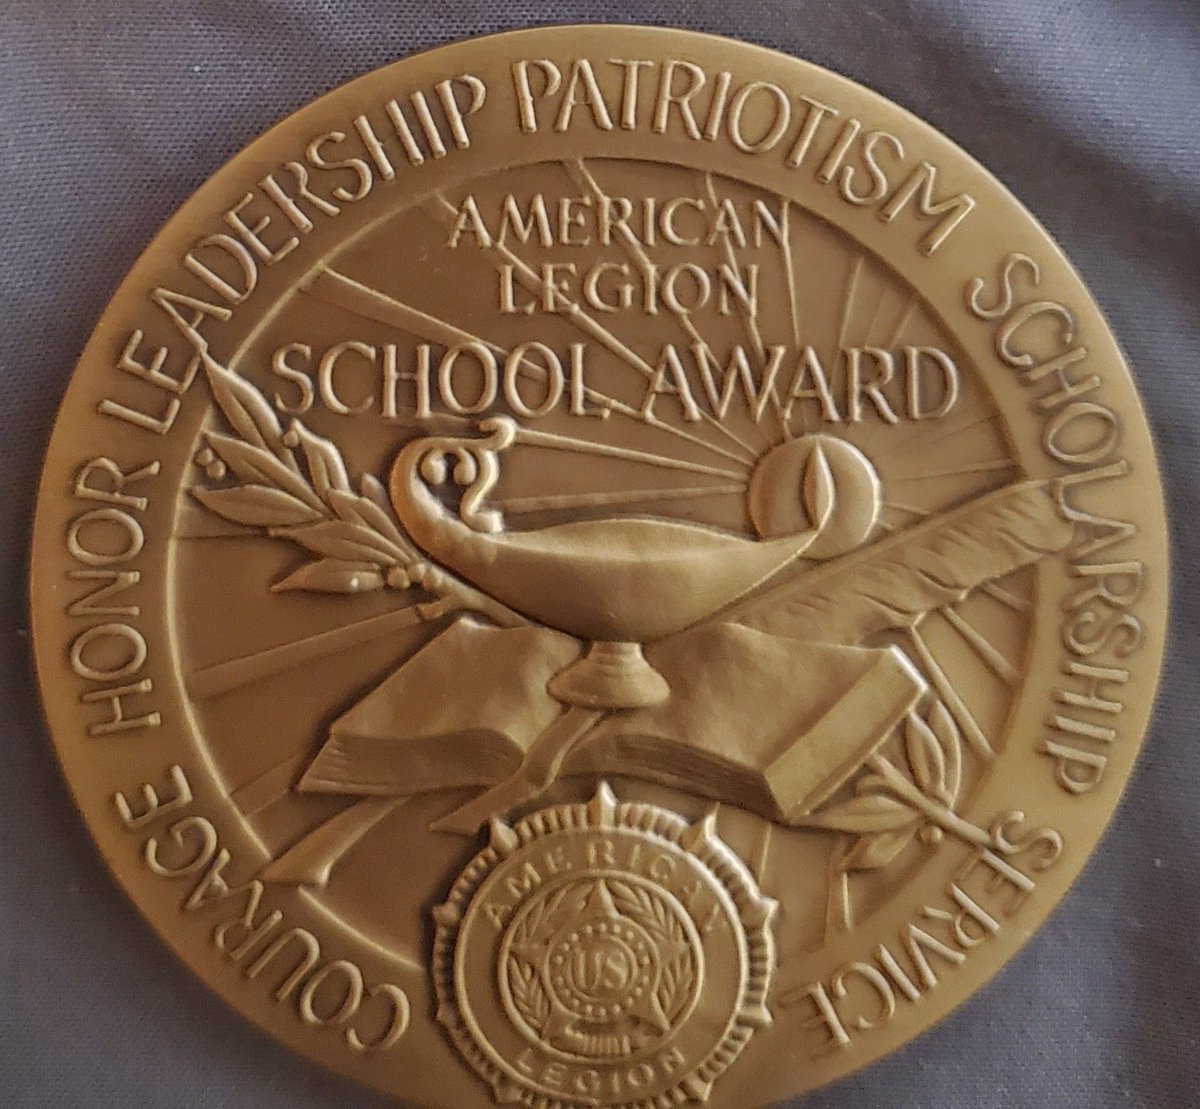 COURAGE HONOR LEADERSHIP PATRIOTISM SCHOLARSHIP SERVICE
AMERICAN
LEGION
SCHOOL AWARD
AMERICAN
US
LEGION